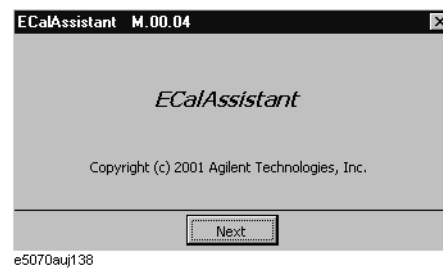 ECalAssistant M.00.04
ECalAssistant
Copyright (c) 2001 Agilent Technologies, Inc.
Next
e5070auj138